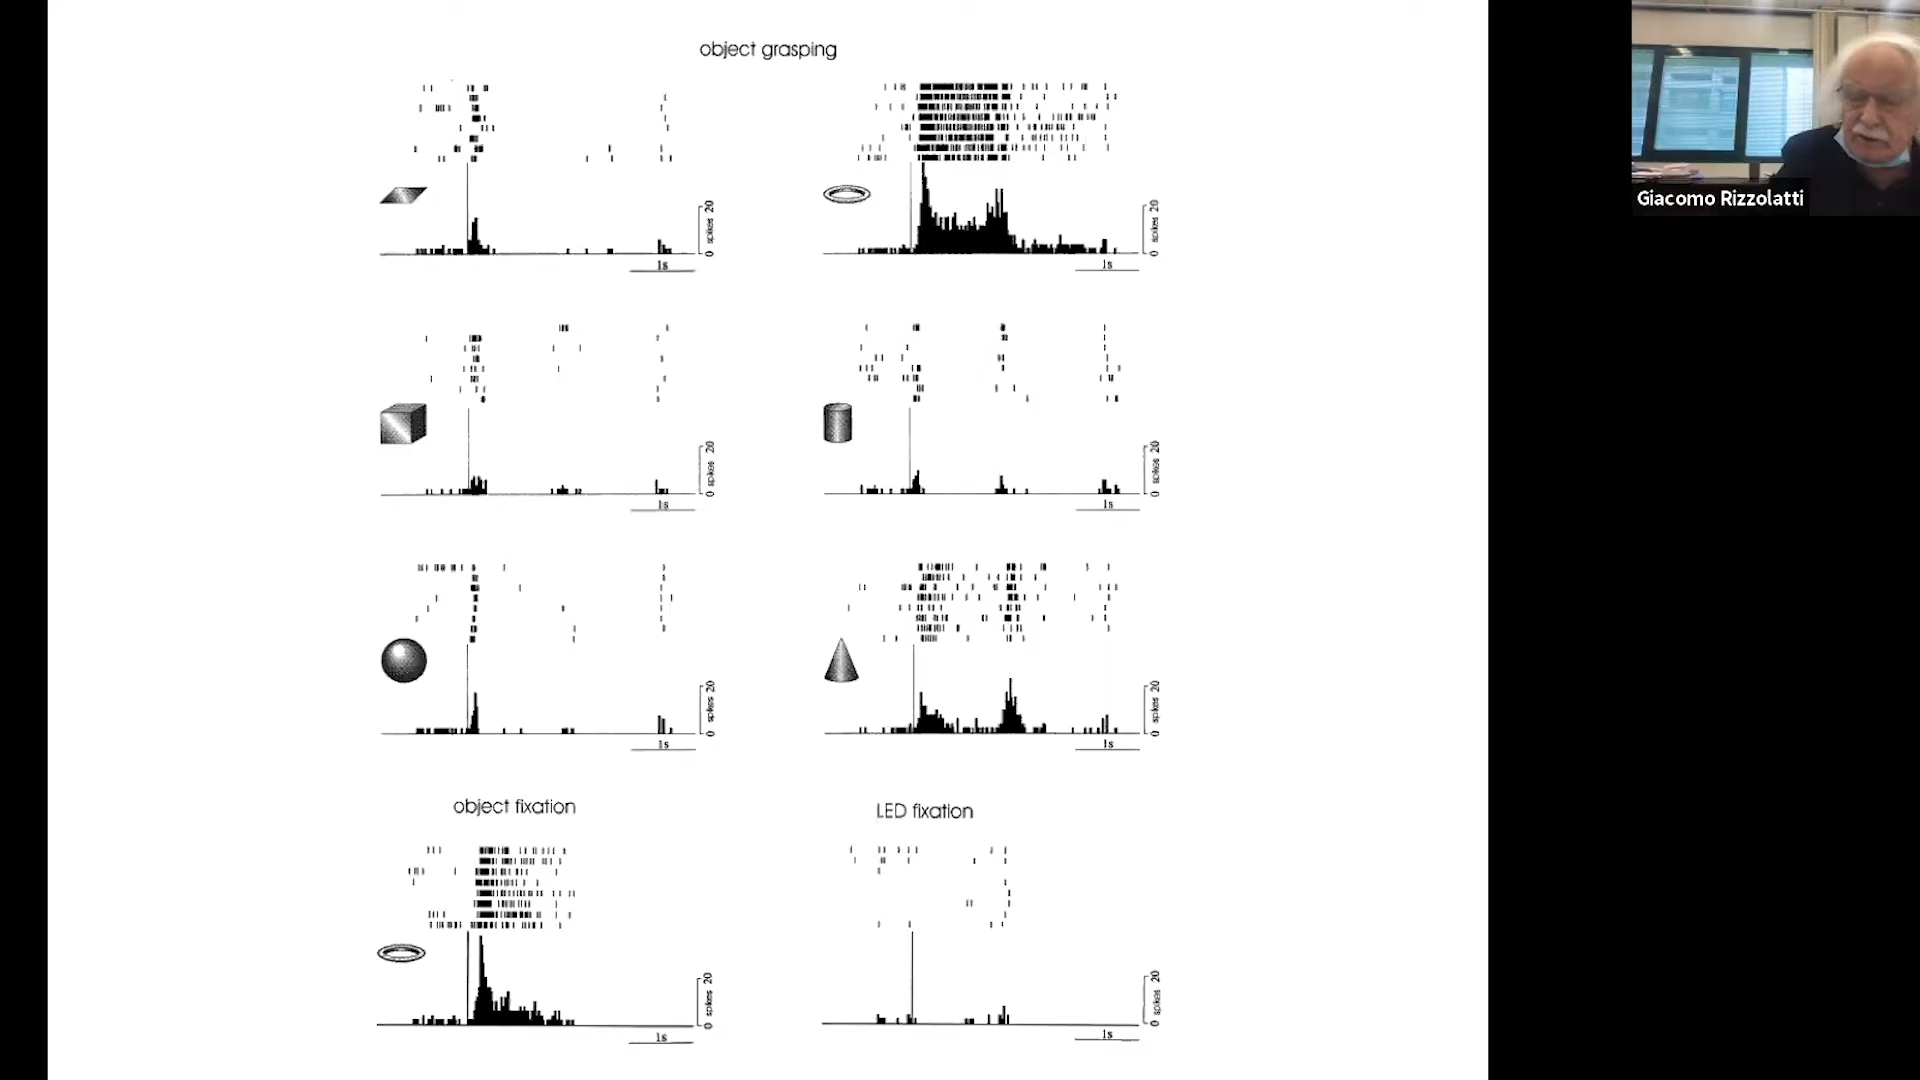 object grasping
Giacomo Rizzolatti
0 spikes 20
1s
0 spikes 20
1s
0 spikes 20
1s
0 spikes 20
1s
0 spikes 20
1s
0 spikes 20
1s
object fixation
LED fixation
0 spikes 20
1s
0 spikes 20
1s